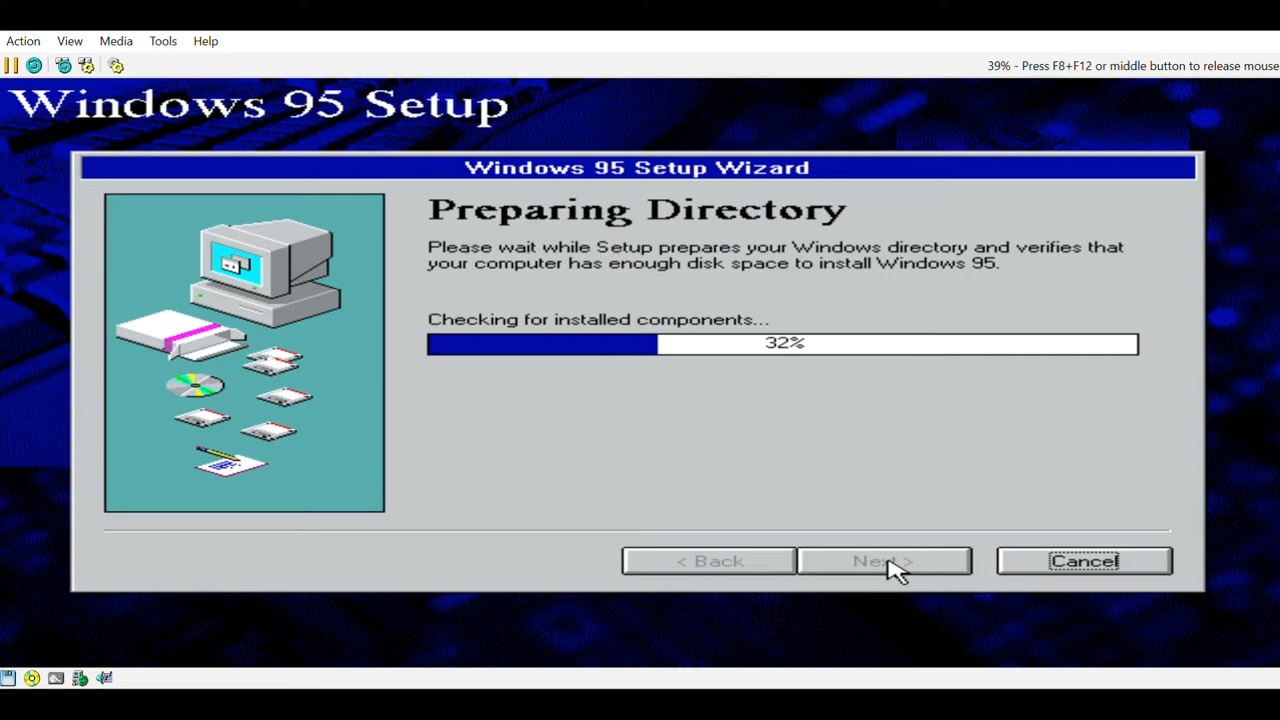 Action View Media Tools Help
39% - Press F8+F12 or middle button to release mouse
Windows 95 Setup
Windows 95 Setup Wizard
Preparing Directory
Please wait while Setup prepares your Windows directory and verifies that
your computer has enough disk space to install Windows 95.
Checking for installed components...
32%
< Back Next > Cancel